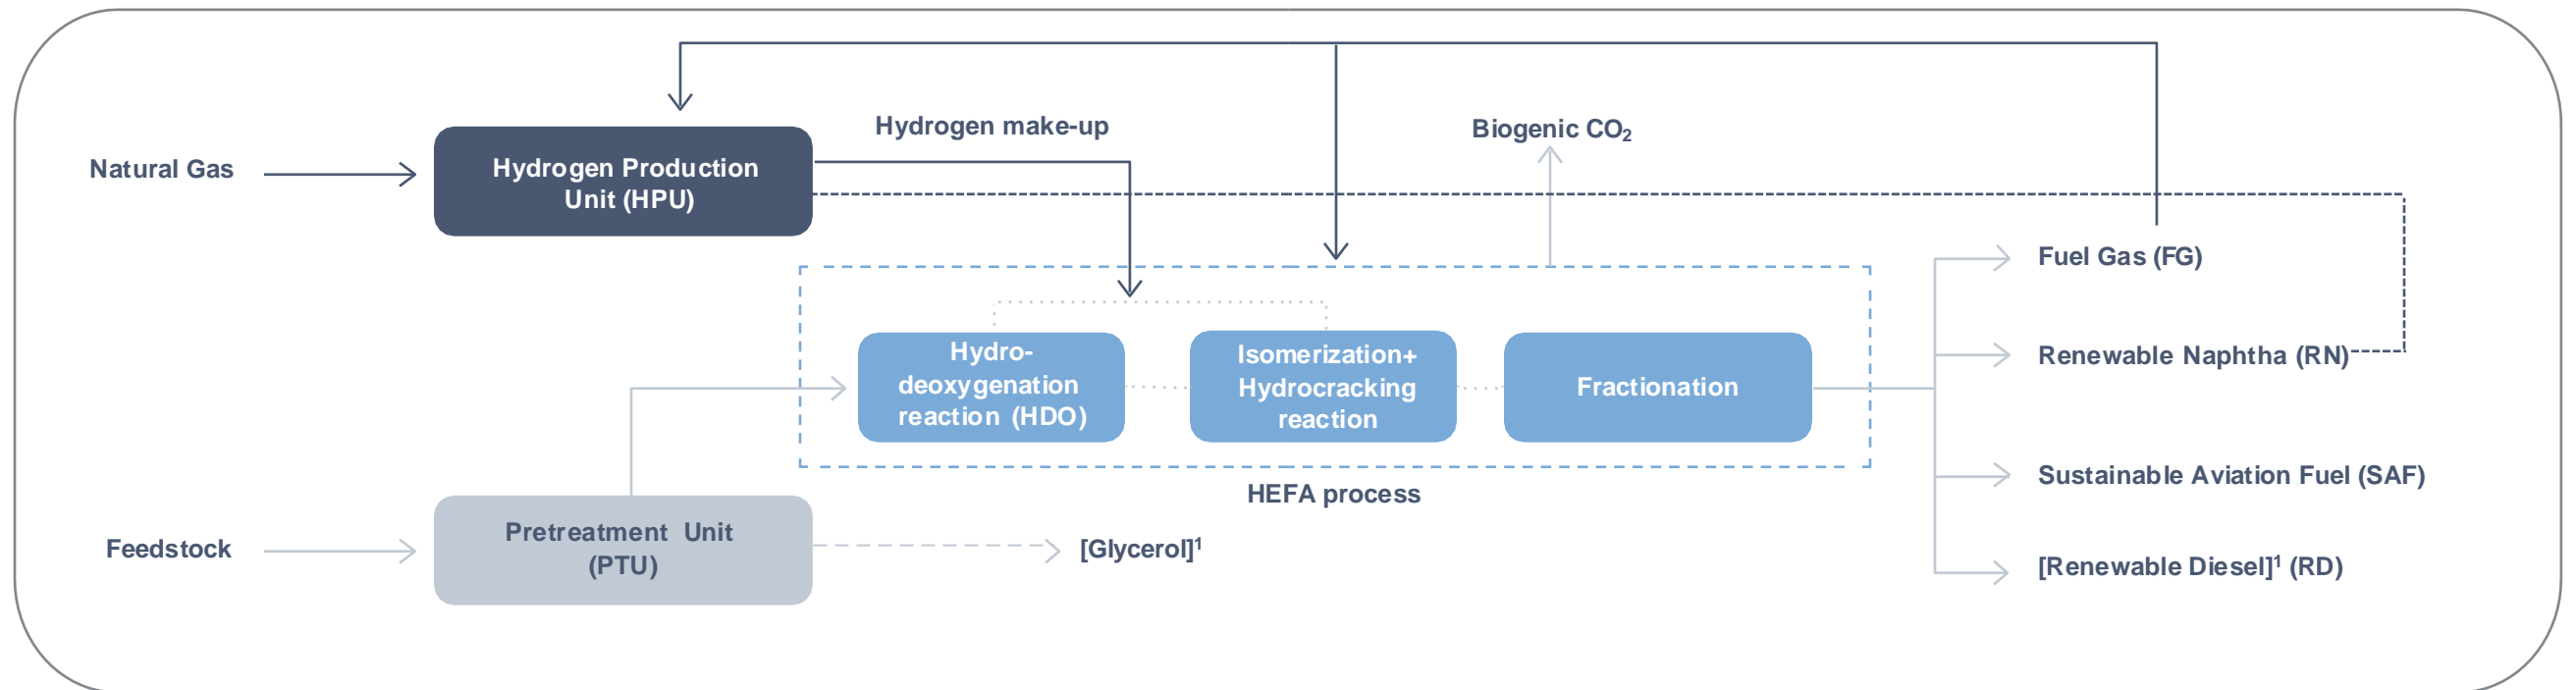 Hydrogen make-up
Biogenic CO₂
Natural Gas
Hydrogen Production
Unit (HPU)
Fuel Gas (FG)
Renewable Naphtha (RN)
Hydro-
deoxygenation
reaction (HDO)
Isomerization+
Hydrocracking
reaction
Fractionation
Sustainable Aviation Fuel (SAF)
HEFA process
Feedstock
Pretreatment Unit
(PTU)
[Glycerol]¹
[Renewable Diesel]¹ (RD)